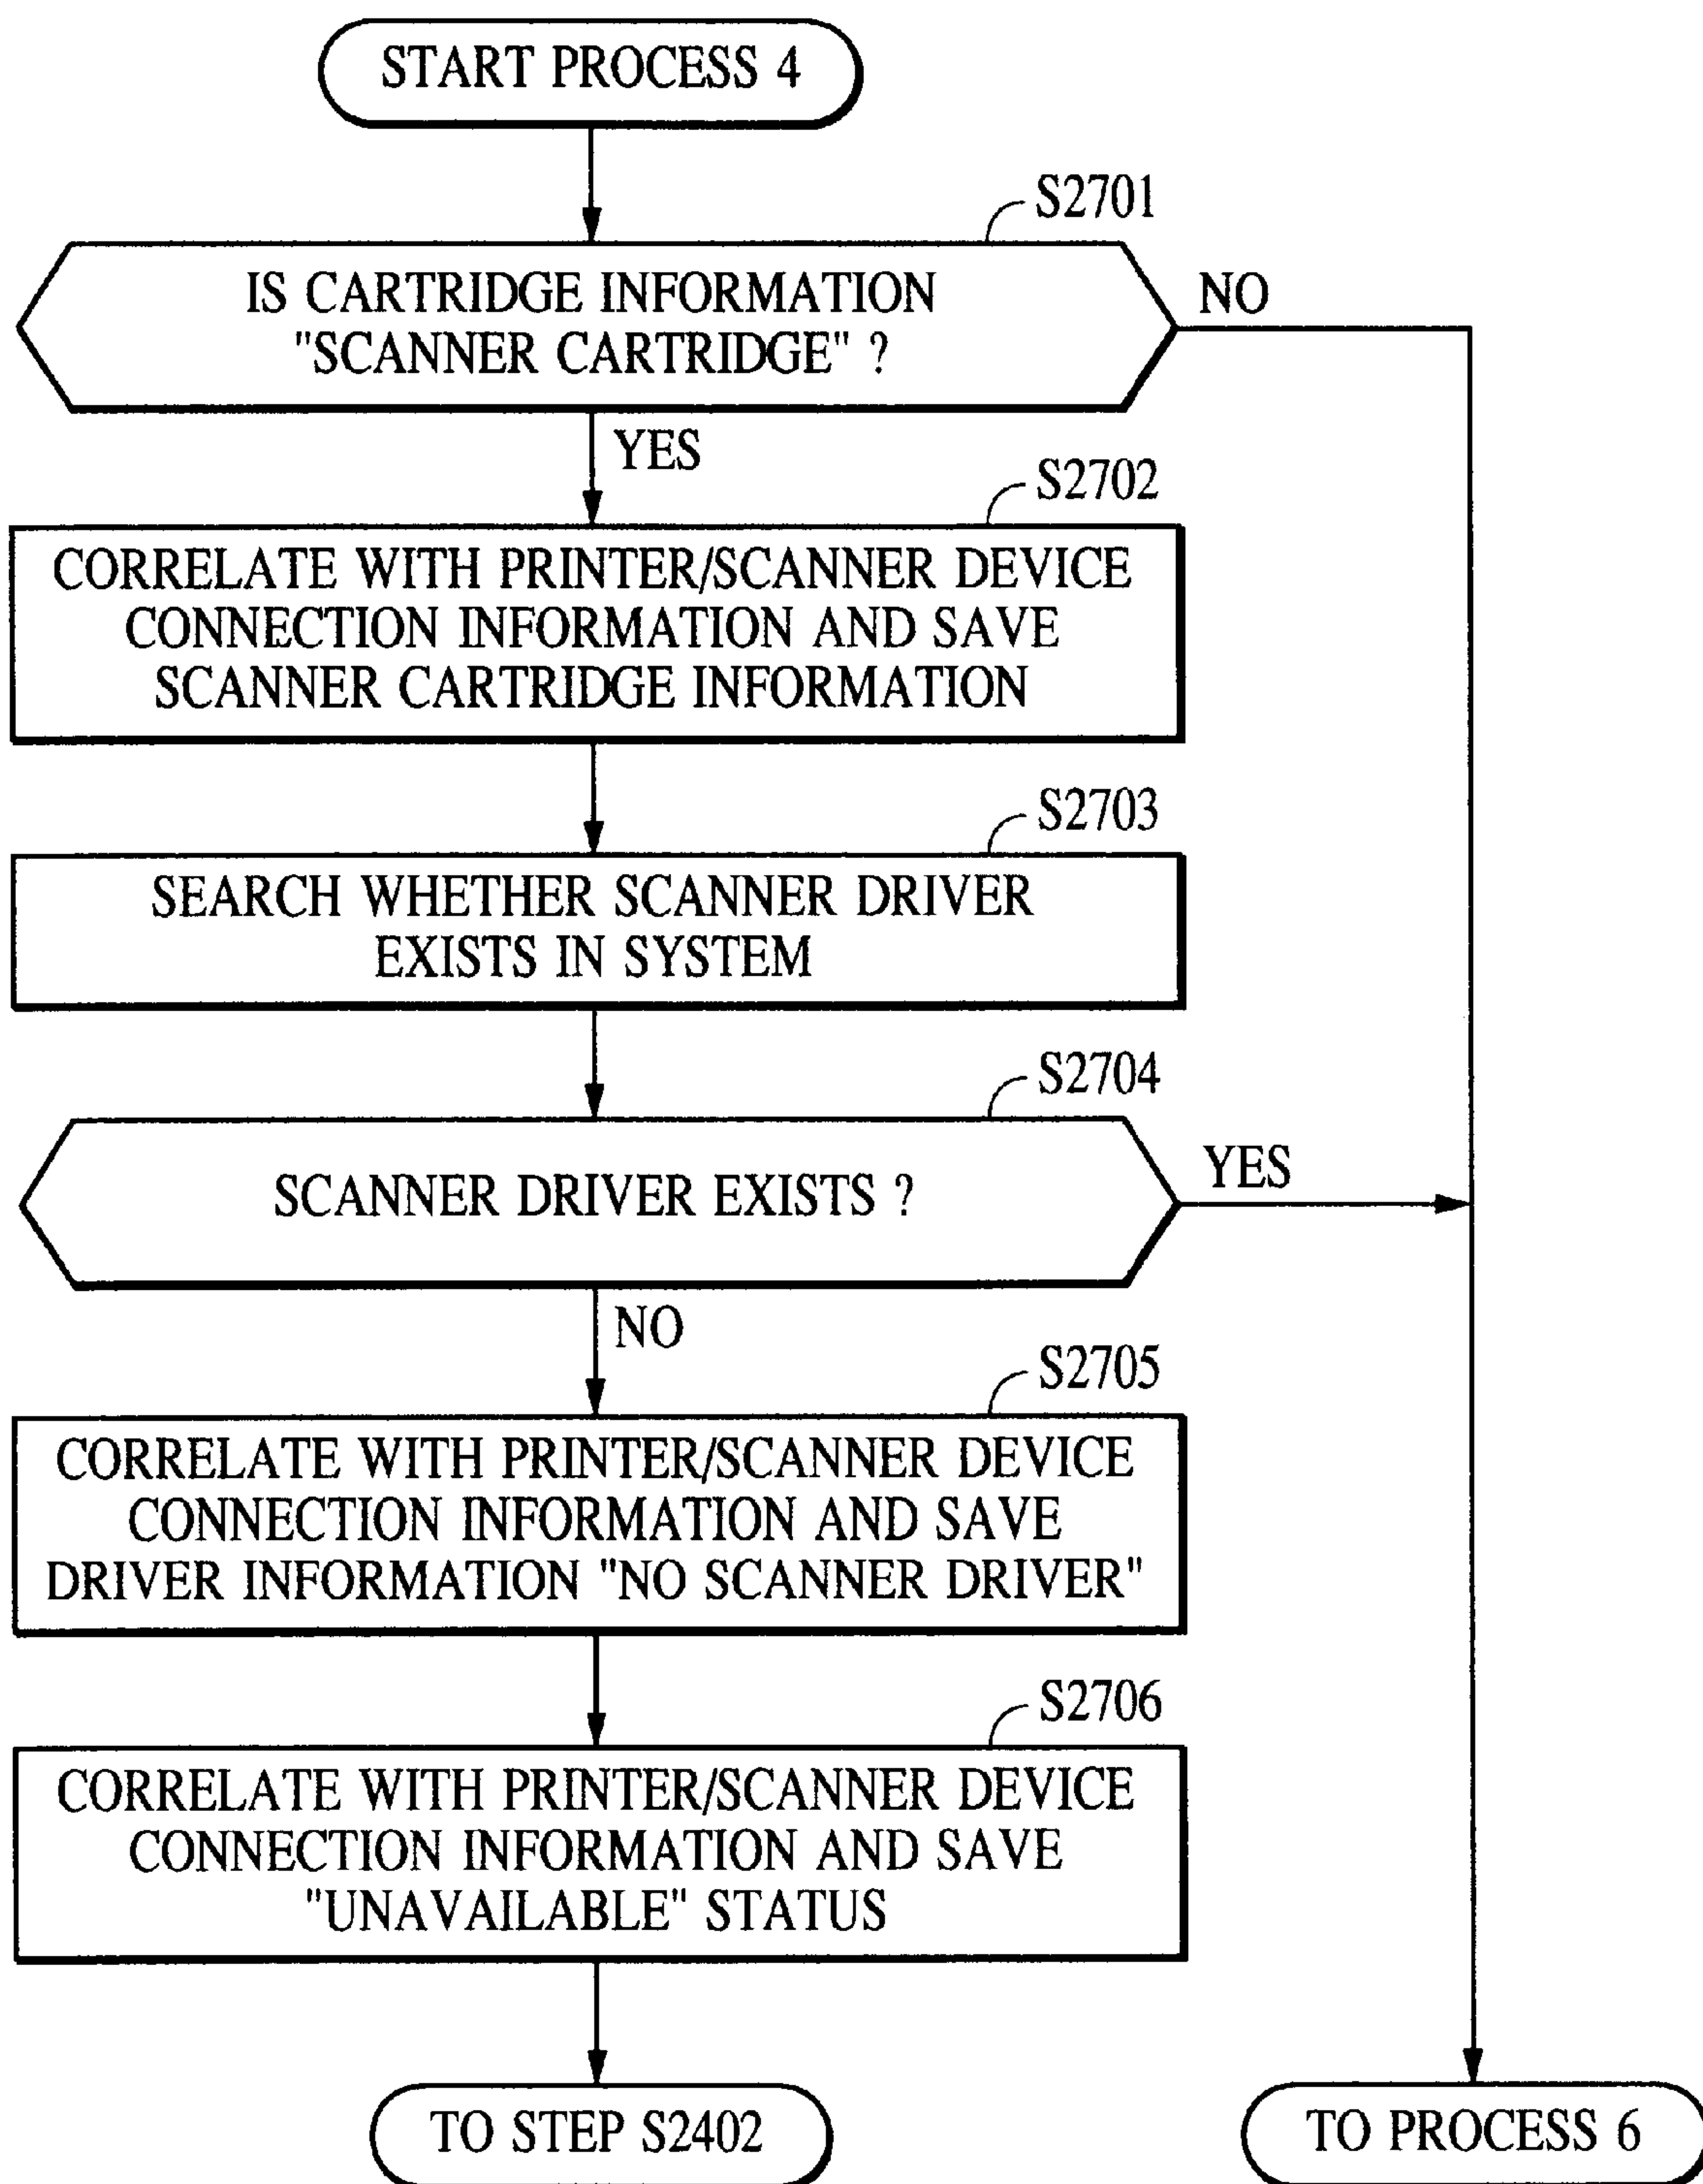 START PROCESS 4
S2701
IS CARTRIDGE INFORMATION
"SCANNER CARTRIDGE" ?
NO
YES
S2702
CORRELATE WITH PRINTER/SCANNER DEVICE
CONNECTION INFORMATION AND SAVE
SCANNER CARTRIDGE INFORMATION
S2703
SEARCH WHETHER SCANNER DRIVER
EXISTS IN SYSTEM
S2704
SCANNER DRIVER EXISTS ?
YES
NO
S2705
CORRELATE WITH PRINTER/SCANNER DEVICE
CONNECTION INFORMATION AND SAVE
DRIVER INFORMATION "NO SCANNER DRIVER"
S2706
CORRELATE WITH PRINTER/SCANNER DEVICE
CONNECTION INFORMATION AND SAVE
"UNAVAILABLE" STATUS
TO STEP S2402
TO PROCESS 6